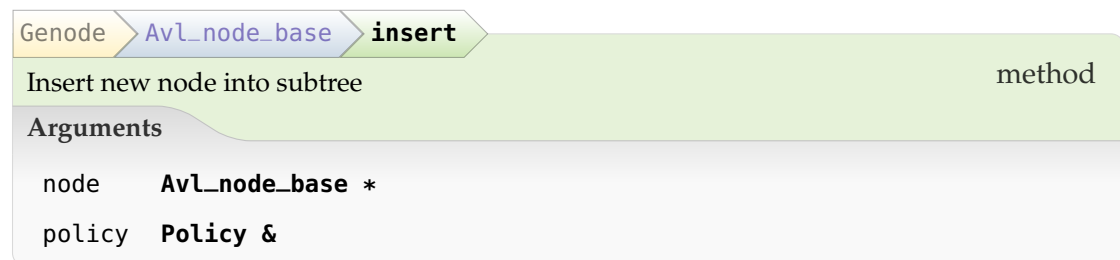 Genode Avl_node_base insert
Insert new node into subtree
method
Arguments
node Avl_node_base *
policy Policy &